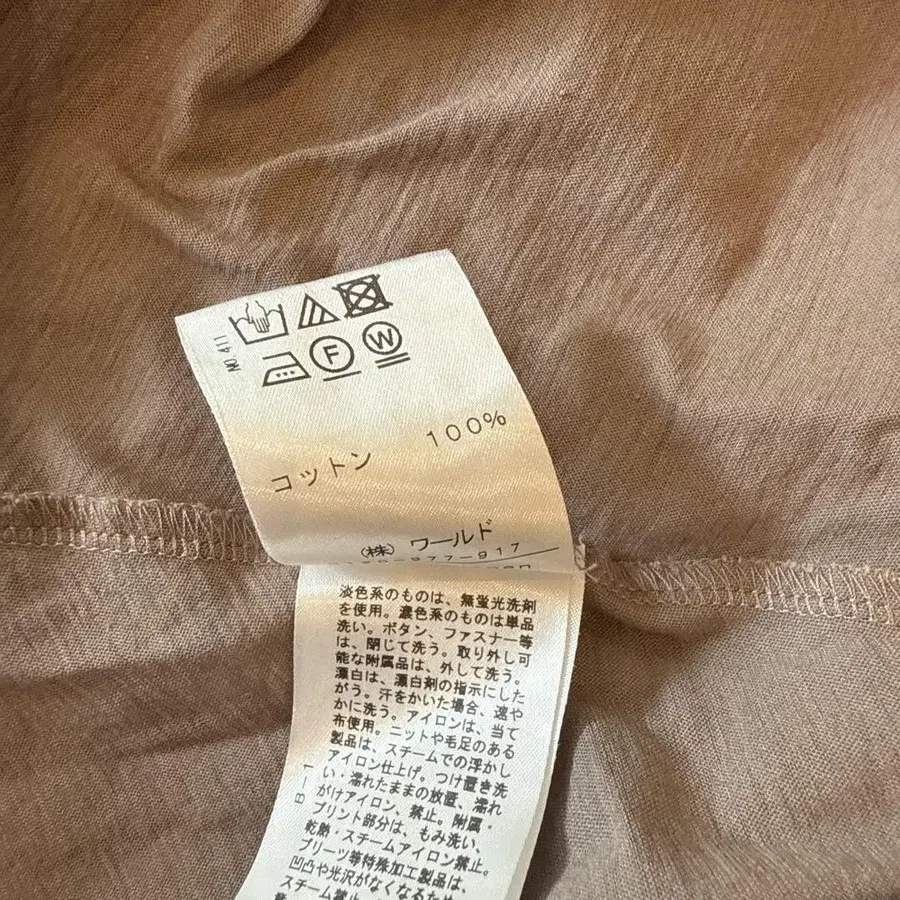 NO 411
F W
コットン 100%
(株) ワールド
淡色系のものは、無蛍光洗剤
を使用。濃色系のものは単品
洗い。ボタン、ファスナー等
は、閉じて洗う。取り外し可
能な附属品は、外して洗う。
漂白は、漂白剤の指示にした
がう。汗をかいた場合、速や
かに洗う。アイロンは、当て
布使用。ニットや毛足のある
製品は、スチームでの浮かし
アイロン仕上げ。つけ置き洗
い・濡れたままの放置、濡れ
がけアイロン、禁止。附属・
プリント部分は、もみ洗い、
乾熱・スチームアイロン禁止。
プリーツ等特殊加工製品は、
凹凸や光沢がなくなるため
スチーム禁止。
B-1